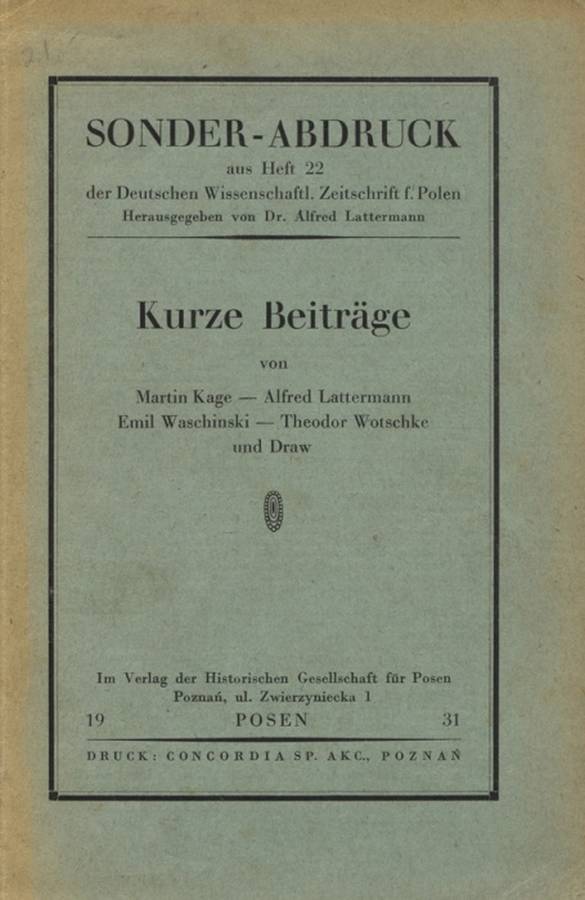 SONDER-ABDRUCK
aus Heft 22
der Deutschen Wissenschaftl. Zeitschrift f. Polen
Herausgegeben von Dr. Alfred Lattermann
Kurze Beiträge
von
Martin Kage — Alfred Lattermann
Emil Waschinski — Theodor Wotschke
und Draw
Im Verlag der Historischen Gesellschaft für Posen
Poznań, ul. Zwierzyniecka 1
19 POSEN 31
DRUCK: CONCORDIA SP. AKC., POZNAŃ